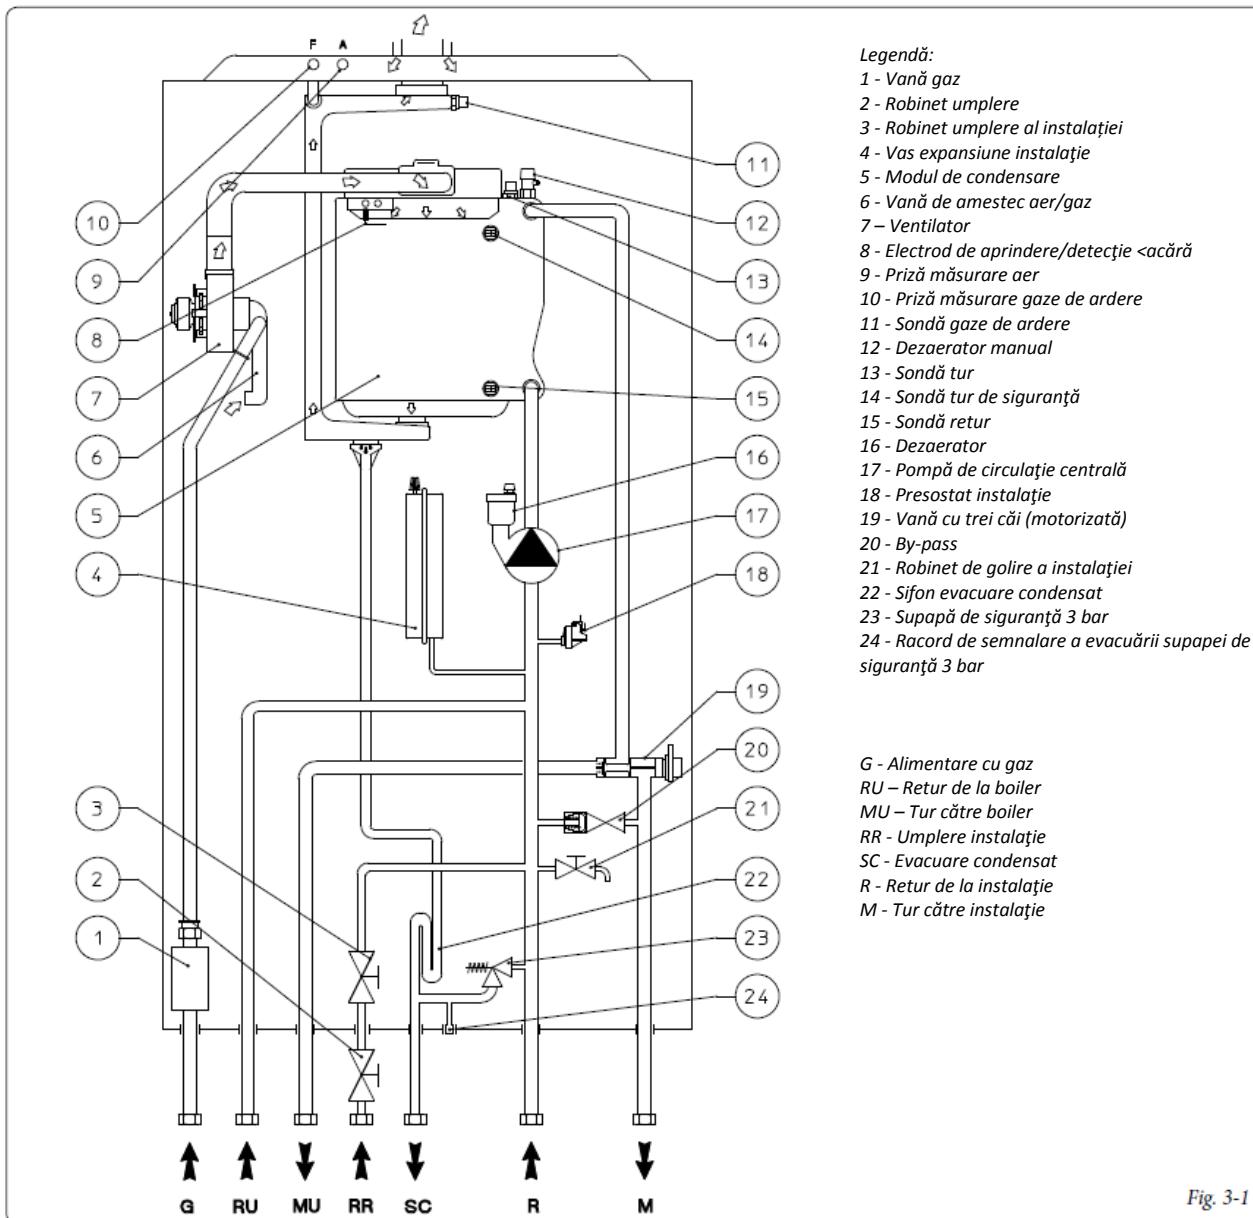 F A
10
9
8
7
6
5
4
3
2
1
11
12
13
14
15
16
17
18
19
20
21
22
23
24
G RU MU RR SC R M
Legendă:
1 - Vană gaz
2 - Robinet umplere
3 - Robinet umplere al instalației
4 - Vas expansiune instalaţie
5 - Modul de condensare
6 - Vană de amestec aer/gaz
7 – Ventilator
8 - Electrod de aprindere/detecţie <acără
9 - Priză măsurare aer
10 - Priză măsurare gaze de ardere
11 - Sondă gaze de ardere
12 - Dezaerator manual
13 - Sondă tur
14 - Sondă tur de siguranţă
15 - Sondă retur
16 - Dezaerator
17 - Pompă de circulaţie centrală
18 - Presostat instalaţie
19 - Vană cu trei căi (motorizată)
20 - By-pass
21 - Robinet de golire a instalaţiei
22 - Sifon evacuare condensat
23 - Supapă de siguranţă 3 bar
24 - Racord de semnalare a evacuării supapei de
siguranţă 3 bar
G - Alimentare cu gaz
RU – Retur de la boiler
MU – Tur către boiler
RR - Umplere instalaţie
SC - Evacuare condensat
R - Retur de la instalaţie
M - Tur către instalaţie
Fig. 3-1